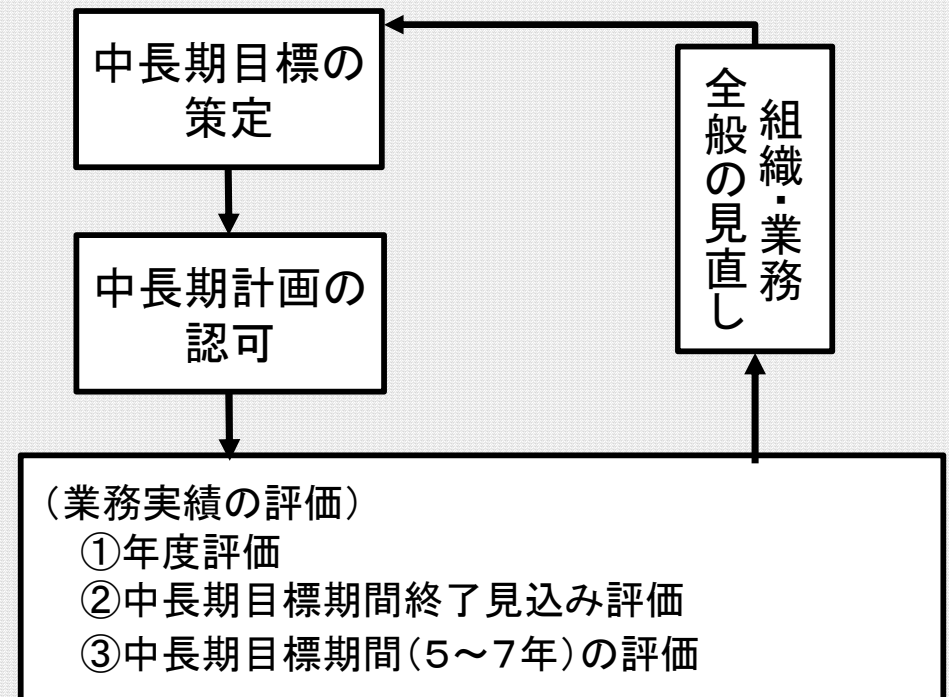 中長期目標の
策定
組織・業務
全般の見直し
中長期計画の
認可
（業務実績の評価）
①年度評価
②中長期目標期間終了見込み評価
③中長期目標期間（５～７年）の評価